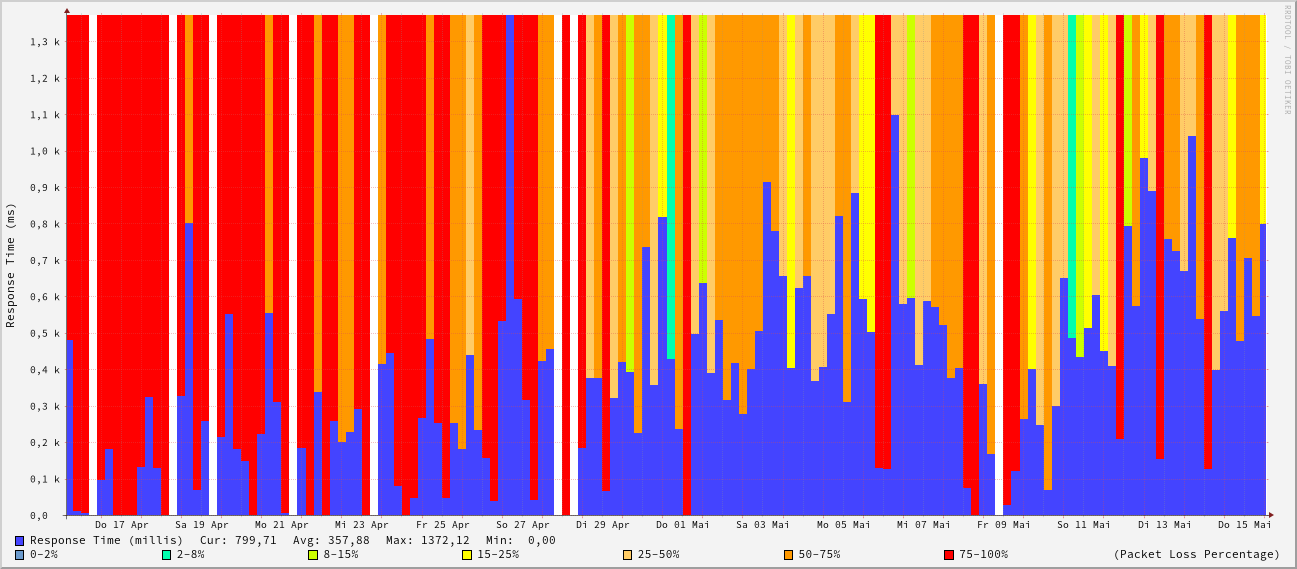 RRDTOOL / TOBI OETIKER
Response Time (ms)
1,3 k
1,2 k
1,1 k
1,0 k
0,9 k
0,8 k
0,7 k
0,6 k
0,5 k
0,4 k
0,3 k
0,2 k
0,1 k
0,0
Do 17 Apr Sa 19 Apr Mo 21 Apr Mi 23 Apr Fr 25 Apr So 27 Apr Di 29 Apr Do 01 Mai Sa 03 Mai Mo 05 Mai Mi 07 Mai Fr 09 Mai So 11 Mai Di 13 Mai Do 15 Mai
Response Time (millis) Cur: 799,71 Avg: 357,88 Max: 1372,12 Min: 0,00
0-2% 2-8% 8-15% 15-25% 25-50% 50-75% 75-100% (Packet Loss Percentage)